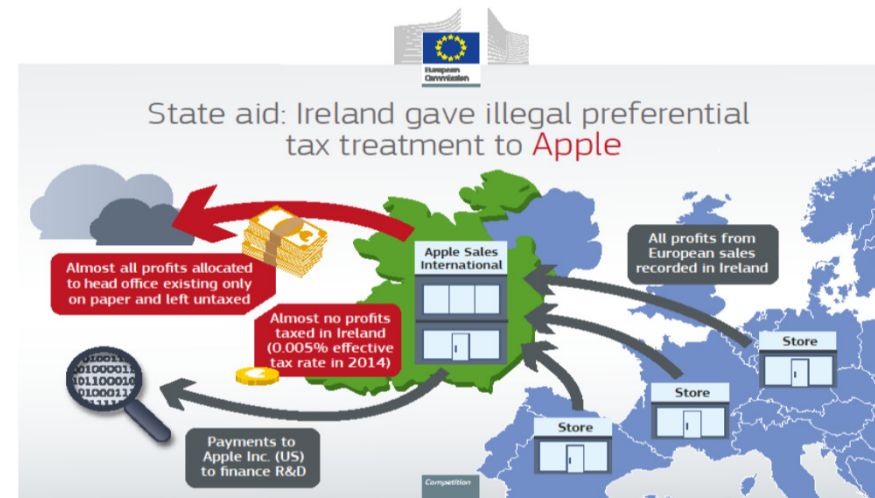 European
Commission
State aid: Ireland gave illegal preferential
tax treatment to Apple
Almost all profits allocated
to head office existing only
on paper and left untaxed
Apple Sales
International
All profits from
European sales
recorded in Ireland
Almost no profits
taxed in Ireland
(0.005% effective
tax rate in 2014)
Store
Store
Store
Payments to
Apple Inc. (US)
to finance R&D
Competition